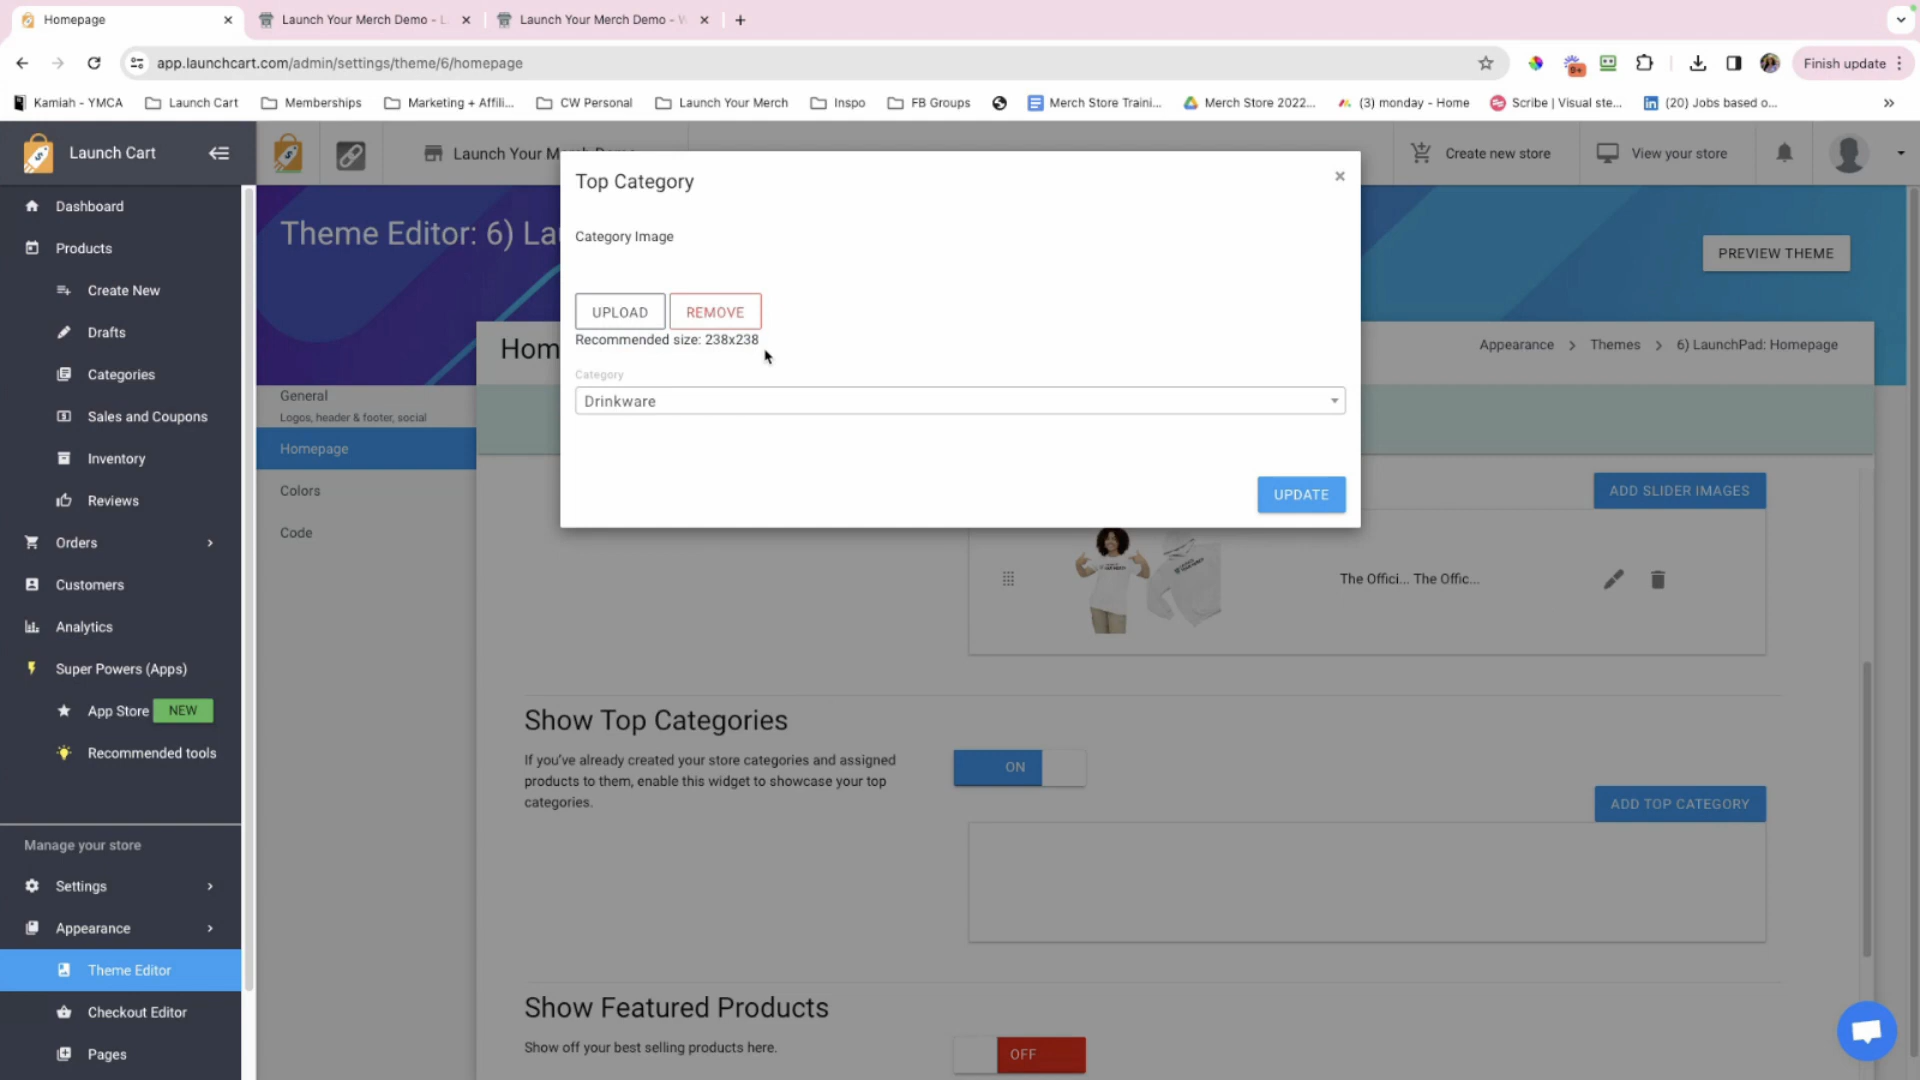 Homepage
Launch Your Merch Demo - L
Launch Your Merch Demo - W
app.launchcart.com/admin/settings/theme/6/homepage
9+
Finish update
Kamiah - YMCA
Launch Cart
Memberships
Marketing + Affili...
CW Personal
Launch Your Merch
Inspo
FB Groups
Merch Store Traini...
Merch Store 2022...
(3) monday - Home
Scribe | Visual ste...
(20) Jobs based o...
Launch Cart
Launch Your M
Create new store
View your store
Theme Editor: 6) La
PREVIEW THEME
Dashboard
Products
Create New
Drafts
Categories
Sales and Coupons
Inventory
Reviews
Orders
Customers
Analytics
Super Powers (Apps)
App Store NEW
Recommended tools
Manage your store
Settings
Appearance
Theme Editor
Checkout Editor
Pages
General
Logos, header & footer, social
Homepage
Colors
Code
Hom
Appearance > Themes > 6) LaunchPad: Homepage
Top Category
×
Category Image
UPLOAD
REMOVE
Recommended size: 238x238
Category
Drinkware
UPDATE
ADD SLIDER IMAGES
The Offici... The Offic...
Show Top Categories
If you've already created your store categories and assigned
products to them, enable this widget to showcase your top
categories.
ON
ADD TOP CATEGORY
Show Featured Products
Show off your best selling products here.
OFF